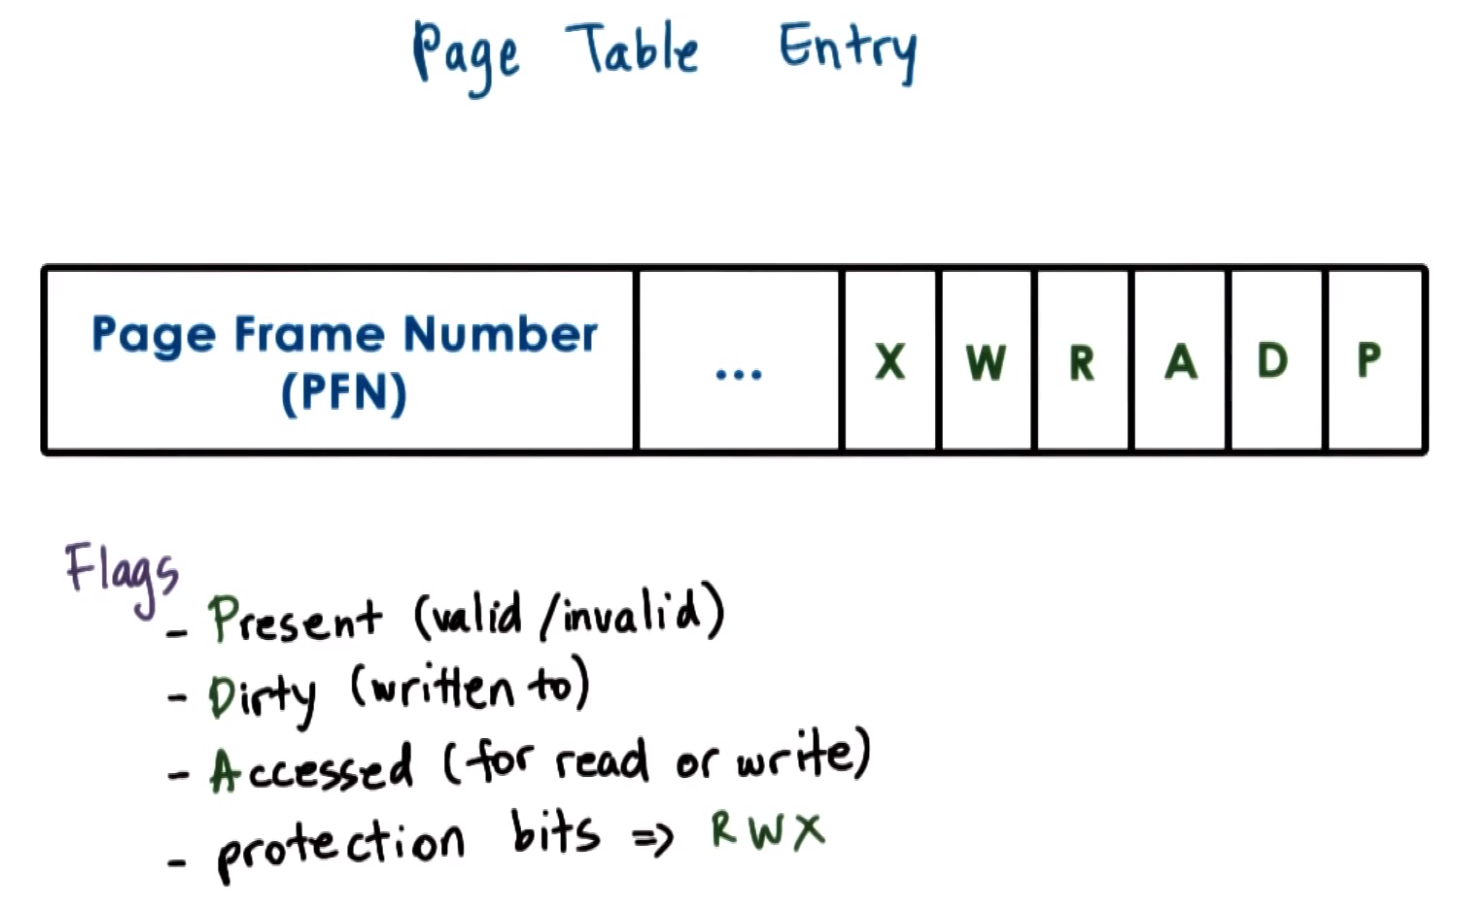 Page Table Entry
Page Frame Number
(PFN)
...
X
W
R
A
D
P
Flags
- Present (valid/invalid)
- Dirty (written to)
- Accessed (for read or write)
- protection bits => RWX